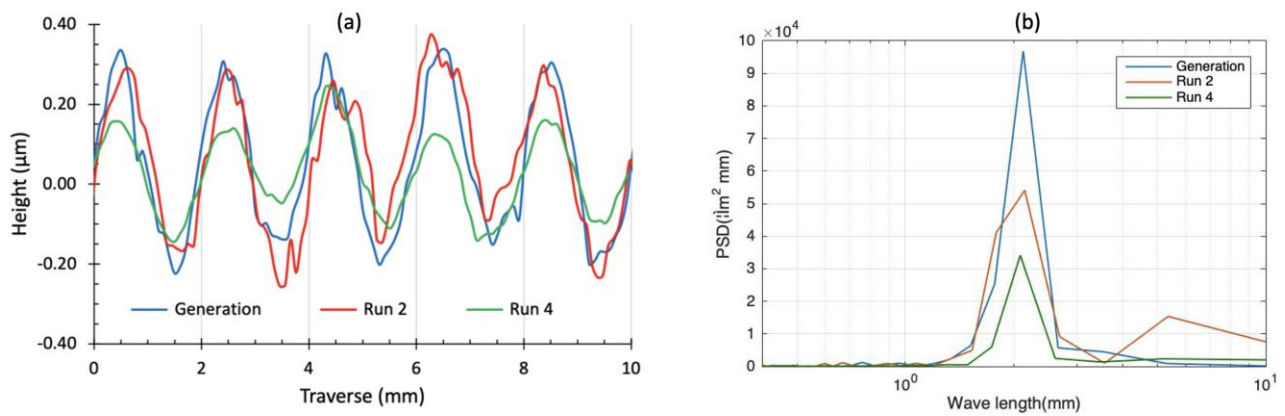 (a)
0.40
0.20
0.00
-0.20
-0.40
Height (µm)
Generation Run 2 Run 4
0 2 4 6 8 10
Traverse (mm)
(b)
×10⁴
10
9
8
7
6
5
4
3
2
1
0
PSD(ìm² mm)
Generation
Run 2
Run 4
10⁰ 10¹
Wave length(mm)